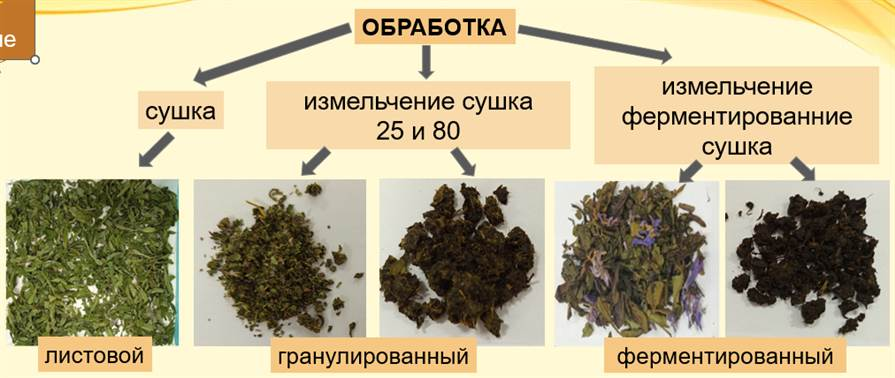 ОБРАБОТКА
сушка
измельчение сушка
25 и 80
измельчение
ферментированние
сушка
листовой
гранулированный
ферментированный